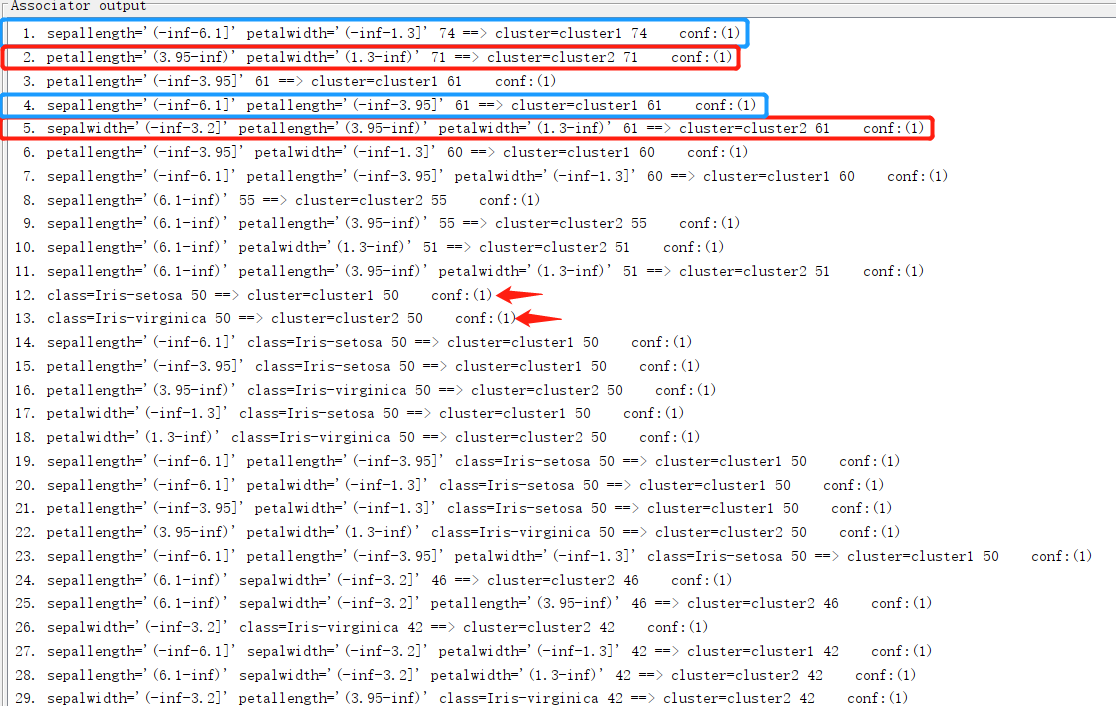 Associator output
1. sepallength='(-inf-6.1]' petalwidth='(-inf-1.3]' 74 ==> cluster=cluster1 74    conf:(1)
2. petallength='(3.95-inf)' petalwidth='(1.3-inf)' 71 ==> cluster=cluster2 71    conf:(1)
3. petallength='(-inf-3.95]' 61 ==> cluster=cluster1 61    conf:(1)
4. sepallength='(-inf-6.1]' petallength='(-inf-3.95]' 61 ==> cluster=cluster1 61    conf:(1)
5. sepalwidth='(-inf-3.2]' petallength='(3.95-inf)' petalwidth='(1.3-inf)' 61 ==> cluster=cluster2 61    conf:(1)
6. petallength='(-inf-3.95]' petalwidth='(-inf-1.3]' 60 ==> cluster=cluster1 60    conf:(1)
7. sepallength='(-inf-6.1]' petallength='(-inf-3.95]' petalwidth='(-inf-1.3]' 60 ==> cluster=cluster1 60    conf:(1)
8. sepallength='(6.1-inf)' 55 ==> cluster=cluster2 55    conf:(1)
9. sepallength='(6.1-inf)' petallength='(3.95-inf)' 55 ==> cluster=cluster2 55    conf:(1)
10. sepallength='(6.1-inf)' petalwidth='(1.3-inf)' 51 ==> cluster=cluster2 51    conf:(1)
11. sepallength='(6.1-inf)' petallength='(3.95-inf)' petalwidth='(1.3-inf)' 51 ==> cluster=cluster2 51    conf:(1)
12. class=Iris-setosa 50 ==> cluster=cluster1 50    conf:(1)
13. class=Iris-virginica 50 ==> cluster=cluster2 50    conf:(1)
14. sepallength='(-inf-6.1]' class=Iris-setosa 50 ==> cluster=cluster1 50    conf:(1)
15. petallength='(-inf-3.95]' class=Iris-setosa 50 ==> cluster=cluster1 50    conf:(1)
16. petallength='(3.95-inf)' class=Iris-virginica 50 ==> cluster=cluster2 50    conf:(1)
17. petalwidth='(-inf-1.3]' class=Iris-setosa 50 ==> cluster=cluster1 50    conf:(1)
18. petalwidth='(1.3-inf)' class=Iris-virginica 50 ==> cluster=cluster2 50    conf:(1)
19. sepallength='(-inf-6.1]' petallength='(-inf-3.95]' class=Iris-setosa 50 ==> cluster=cluster1 50    conf:(1)
20. sepallength='(-inf-6.1]' petalwidth='(-inf-1.3]' class=Iris-setosa 50 ==> cluster=cluster1 50    conf:(1)
21. petallength='(-inf-3.95]' petalwidth='(-inf-1.3]' class=Iris-setosa 50 ==> cluster=cluster1 50    conf:(1)
22. petallength='(3.95-inf)' petalwidth='(1.3-inf)' class=Iris-virginica 50 ==> cluster=cluster2 50    conf:(1)
23. sepallength='(-inf-6.1]' petallength='(-inf-3.95]' petalwidth='(-inf-1.3]' class=Iris-setosa 50 ==> cluster=cluster1 50    conf:(1)
24. sepallength='(6.1-inf)' sepalwidth='(-inf-3.2]' 46 ==> cluster=cluster2 46    conf:(1)
25. sepallength='(6.1-inf)' sepalwidth='(-inf-3.2]' petallength='(3.95-inf)' 46 ==> cluster=cluster2 46    conf:(1)
26. sepalwidth='(-inf-3.2]' class=Iris-virginica 42 ==> cluster=cluster2 42    conf:(1)
27. sepallength='(-inf-6.1]' sepalwidth='(-inf-3.2]' petalwidth='(-inf-1.3]' 42 ==> cluster=cluster1 42    conf:(1)
28. sepallength='(6.1-inf)' sepalwidth='(-inf-3.2]' petalwidth='(1.3-inf)' 42 ==> cluster=cluster2 42    conf:(1)
29. sepalwidth='(-inf-3.2]' petallength='(3.95-inf)' class=Iris-virginica 42 ==> cluster=cluster2 42    conf:(1)